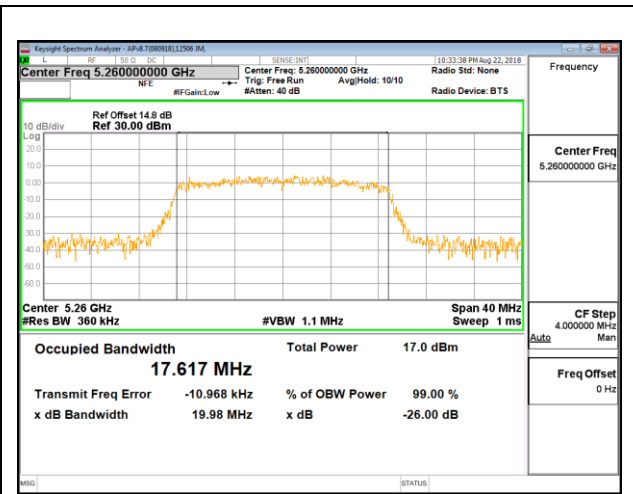 Keysight Spectrum Analyzer - APv8.7(080918),12506 JM,
L RF 50 Ω DC SENSE:INT 10:33:38 PM Aug 22, 2018
Center Freq 5.260000000 GHz Center Freq: 5.260000000 GHz Radio Std: None Frequency
NFE Trig: Free Run Avg|Hold: 10/10
#IFGain:Low #Atten: 40 dB Radio Device: BTS
Ref Offset 14.8 dB
10 dB/div Ref 30.00 dBm
Log
20.0
10.0
0.00
-10.0
-20.0
-30.0
-40.0
-50.0
-60.0
Center Freq
5.260000000 GHz
Center 5.26 GHz Span 40 MHz
#Res BW 360 kHz #VBW 1.1 MHz Sweep 1 ms
CF Step
4.000000 MHz
Auto Man
Occupied Bandwidth Total Power 17.0 dBm
17.617 MHz
Freq Offset
0 Hz
Transmit Freq Error -10.968 kHz % of OBW Power 99.00 %
x dB Bandwidth 19.98 MHz x dB -26.00 dB
MSG STATUS